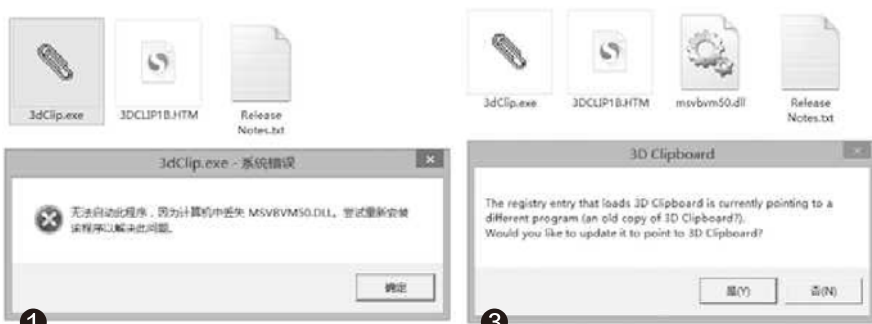 3dClip.exe
3DCLIP1B.HTM
Release
Notes.txt
3dClip.exe - 系统错误
无法启动此程序，因为计算机中丢失 MSVBVM50.DLL。尝试重新安装
该程序以解决此问题。
确定
1
3dClip.exe
3DCLIP1B.HTM
msvbvm50.dll
Release
Notes.txt
3D Clipboard
The registry entry that loads 3D Clipboard is currently pointing to a
different program (an old copy of 3D Clipboard?).
Would you like to update it to point to 3D Clipboard?
是(Y)
否(N)
3